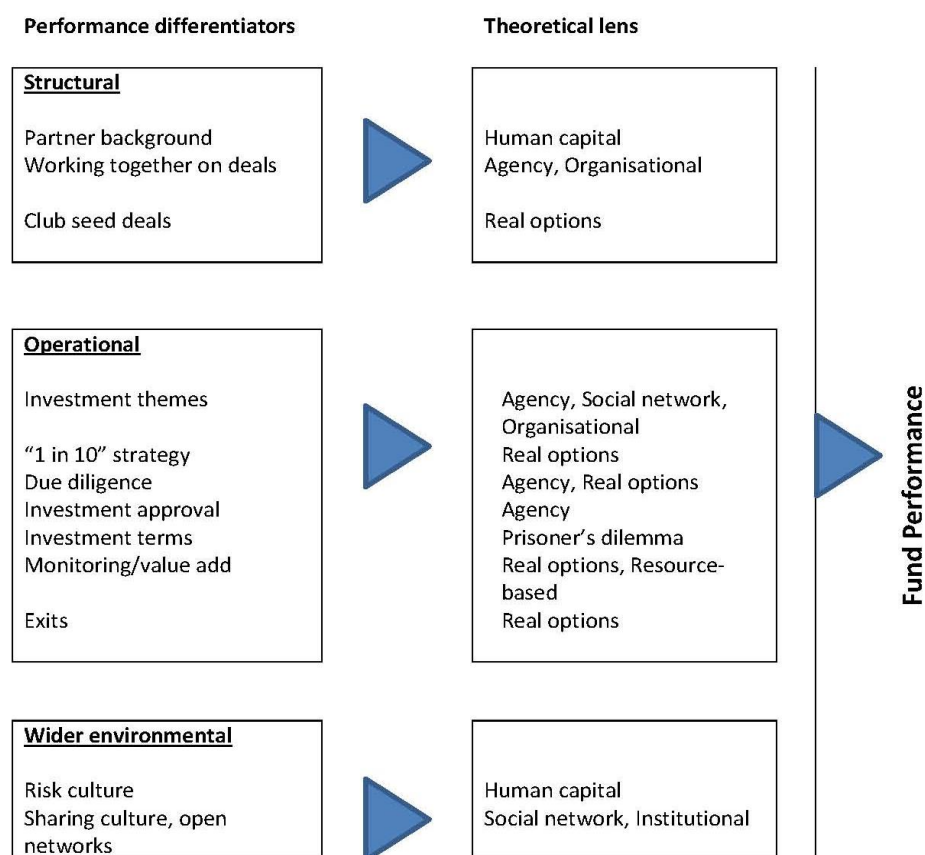 Performance differentiators
Theoretical lens
Structural
Partner background
Working together on deals
Club seed deals
Human capital
Agency, Organisational
Real options
Operational
Investment themes
“1 in 10” strategy
Due diligence
Investment approval
Investment terms
Monitoring/value add
Exits
Agency, Social network,
Organisational
Real options
Agency, Real options
Agency
Prisoner’s dilemma
Real options, Resource-
based
Real options
Wider environmental
Risk culture
Sharing culture, open
networks
Human capital
Social network, Institutional
Fund Performance